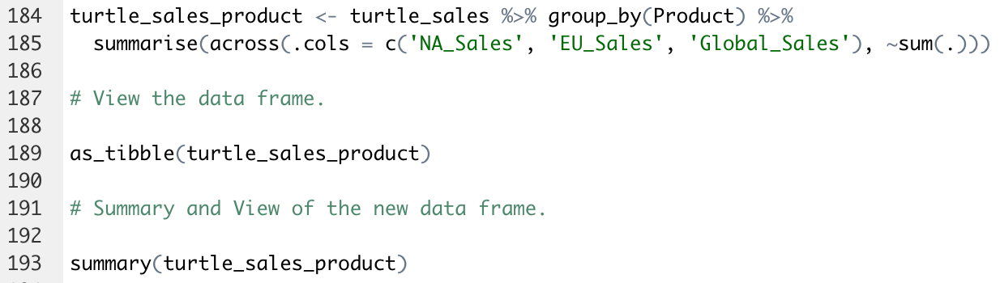 184 turtle_sales_product <- turtle_sales %>% group_by(Product) %>%
185   summarise(across(.cols = c('NA_Sales', 'EU_Sales', 'Global_Sales'), ~sum(.)))
186
187 # View the data frame.
188
189 as_tibble(turtle_sales_product)
190
191 # Summary and View of the new data frame.
192
193 summary(turtle_sales_product)